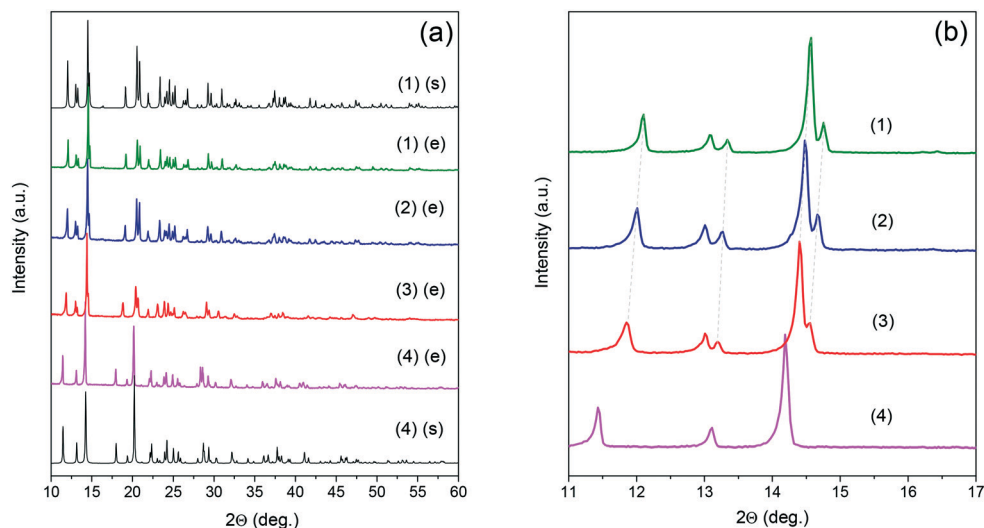 (a)
(1) (s)
(1) (e)
(2) (e)
(3) (e)
(4) (e)
(4) (s)
Intensity (a.u.)
10 15 20 25 30 35 40 45 50 55 60
2Θ (deg.)
(b)
(1)
(2)
(3)
(4)
Intensity (a.u.)
11 12 13 14 15 16 17
2Θ (deg.)